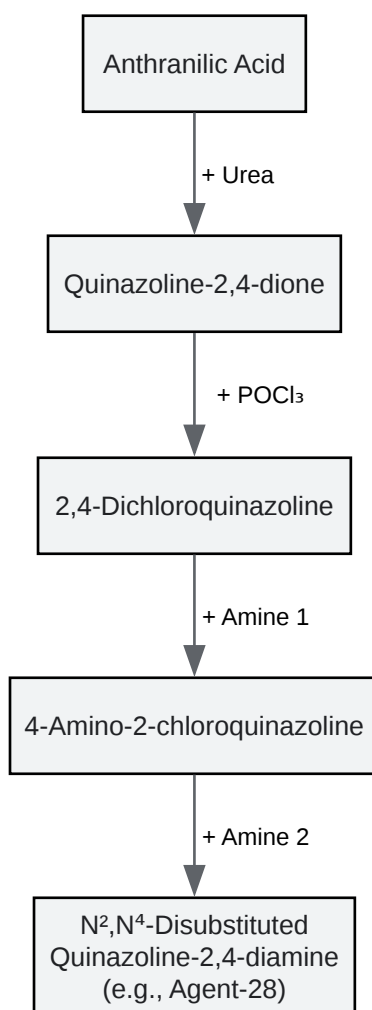 Anthranilic Acid
+ Urea
Quinazoline-2,4-dione
+ POCl₃
2,4-Dichloroquinazoline
+ Amine 1
4-Amino-2-chloroquinazoline
+ Amine 2
N²,N⁴-Disubstituted
Quinazoline-2,4-diamine
(e.g., Agent-28)